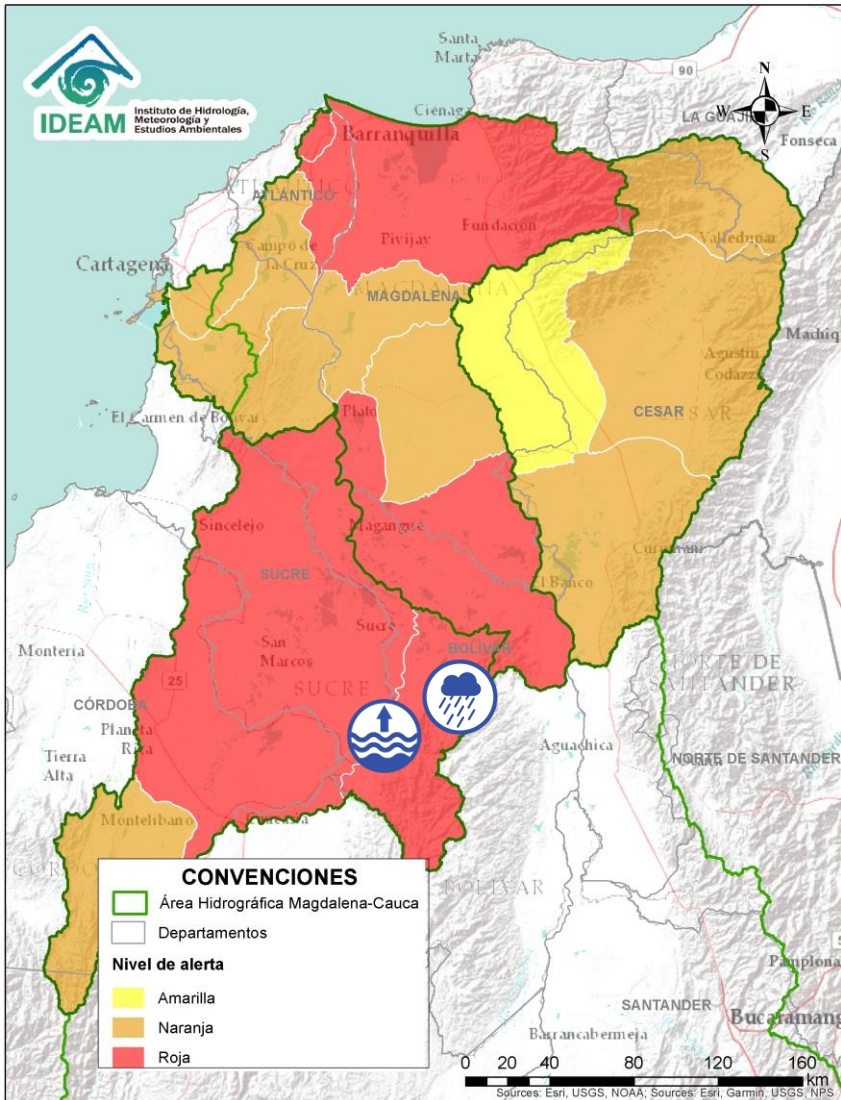 IDEAM
Instituto de Hidrología,
Meteorología y
Estudios Ambientales
Santa
Marta
90
N
W E
S
LA GUAJIR
Ciénaga
Fonseca
Barranquilla
ATLÁNTICO
Pivijay
Fundación
Valledupar
Campo de
la Cruz
Cartagena
MAGDALENA
Machiq
Agustín
Codazzi
El Carmen de Bolívar
Plato
CESAR
Sincelejo
Magangué
SUCRE
Curumaní
El Banco
San
Marcos
Sucre
BOLÍVAR
Montería
SUCRE
NORTE DE
SANTANDER
25
CÓRDOBA
Planeta
Rica
Tierra
Alta
Aguachica
NORTE DE SANTANDER
Montelíbano
Caucasia
BOLÍVAR
CONVENCIONES
Área Hidrográfica Magdalena-Cauca
Departamentos
Nivel de alerta
Amarilla
Naranja
Roja
Pamplona
SANTANDER
Bucaramang
Barrancabermeja
0 20 40 80 120 160
km
Sources: Esri, USGS, NOAA; Sources: Esri, Garmin, USGS, NPS